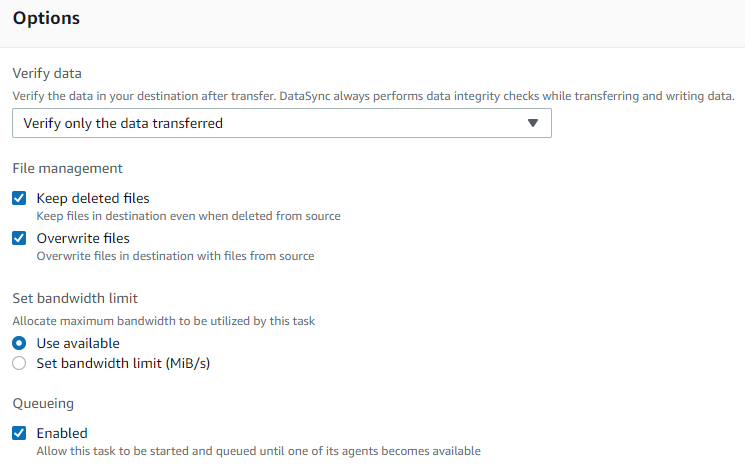 Options
Verify data
Verify the data in your destination after transfer. DataSync always performs data integrity checks while transferring and writing data.
Verify only the data transferred
File management
Keep deleted files
Keep files in destination even when deleted from source
Overwrite files
Overwrite files in destination with files from source
Set bandwidth limit
Allocate maximum bandwidth to be utilized by this task
Use available
Set bandwidth limit (MiB/s)
Queueing
Enabled
Allow this task to be started and queued until one of its agents becomes available